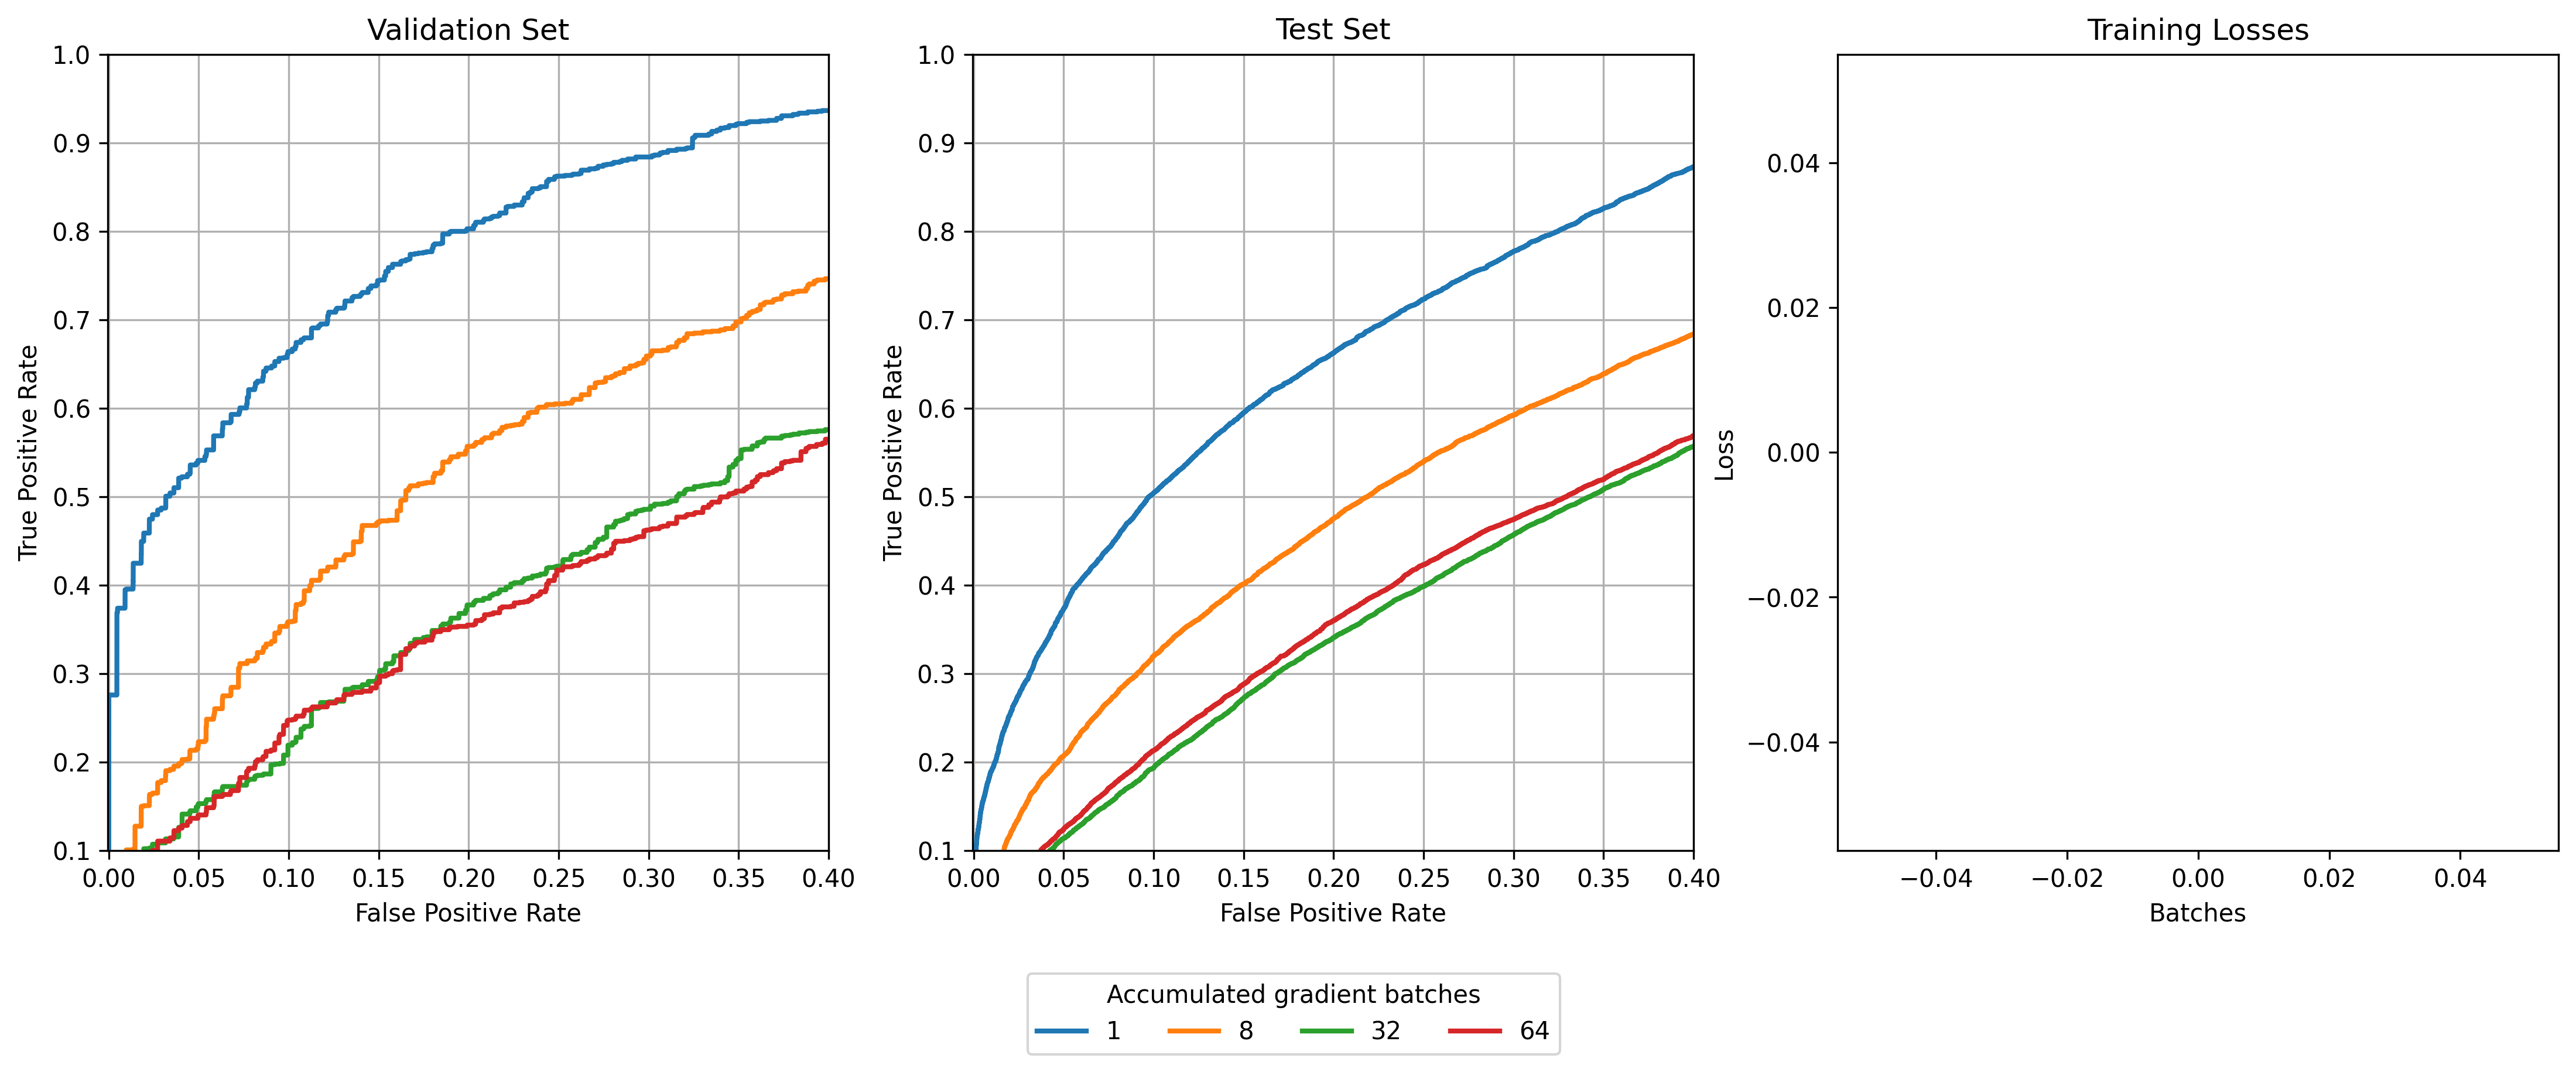 Validation Set
1.0
0.9
0.8
0.7
0.6
0.5
0.4
0.3
0.2
0.1
True Positive Rate
0.00 0.05 0.10 0.15 0.20 0.25 0.30 0.35 0.40
False Positive Rate
Test Set
1.0
0.9
0.8
0.7
0.6
0.5
0.4
0.3
0.2
0.1
True Positive Rate
0.00 0.05 0.10 0.15 0.20 0.25 0.30 0.35 0.40
False Positive Rate
Training Losses
0.04
0.02
0.00
−0.02
−0.04
Loss
−0.04 −0.02 0.00 0.02 0.04
Batches
Accumulated gradient batches
1 8 32 64